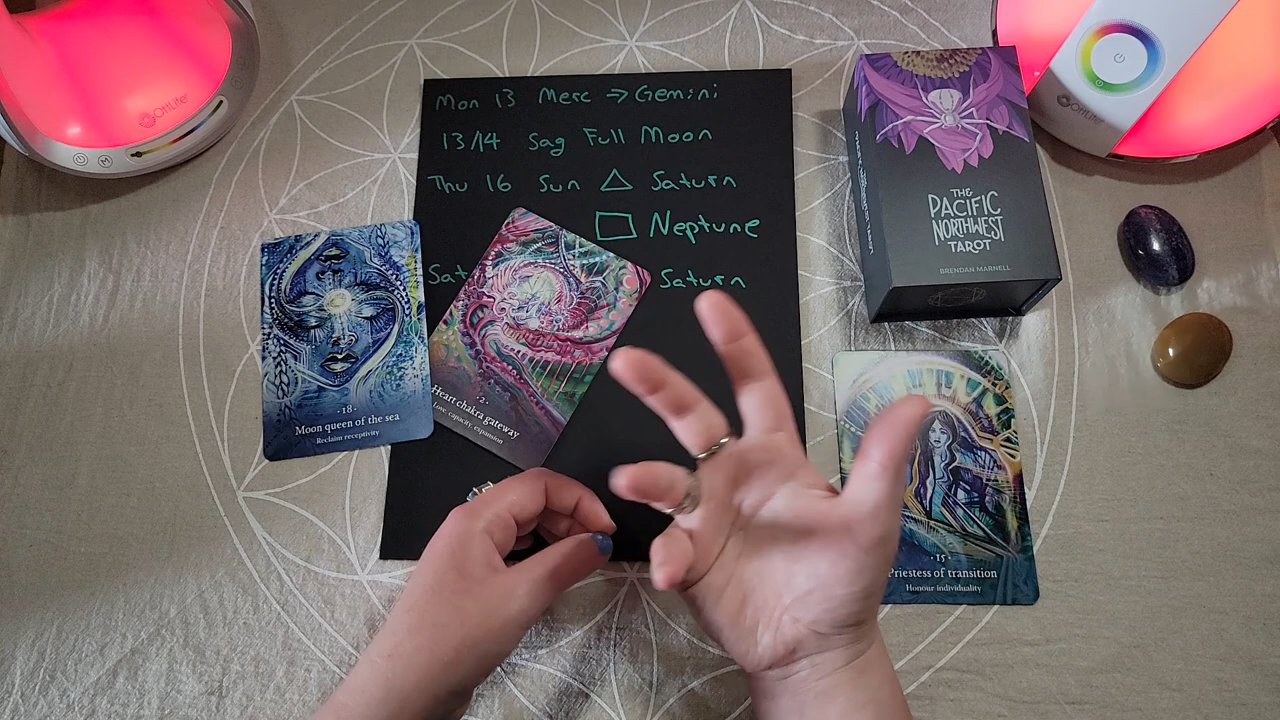 OttLite
OttLite
Mon 13 Merc → Gemini
13/14 Sag Full Moon
Thu 16 Sun △ Saturn
□ Neptune
Sat Saturn
THE
PACIFIC
NORTHWEST
TAROT
BRENDAN MARNELL
·18·
Moon queen of the sea
Reclaim receptivity
·2·
Heart chakra gateway
Love, capacity, expansion
·15·
Priestess of transition
Honour individuality